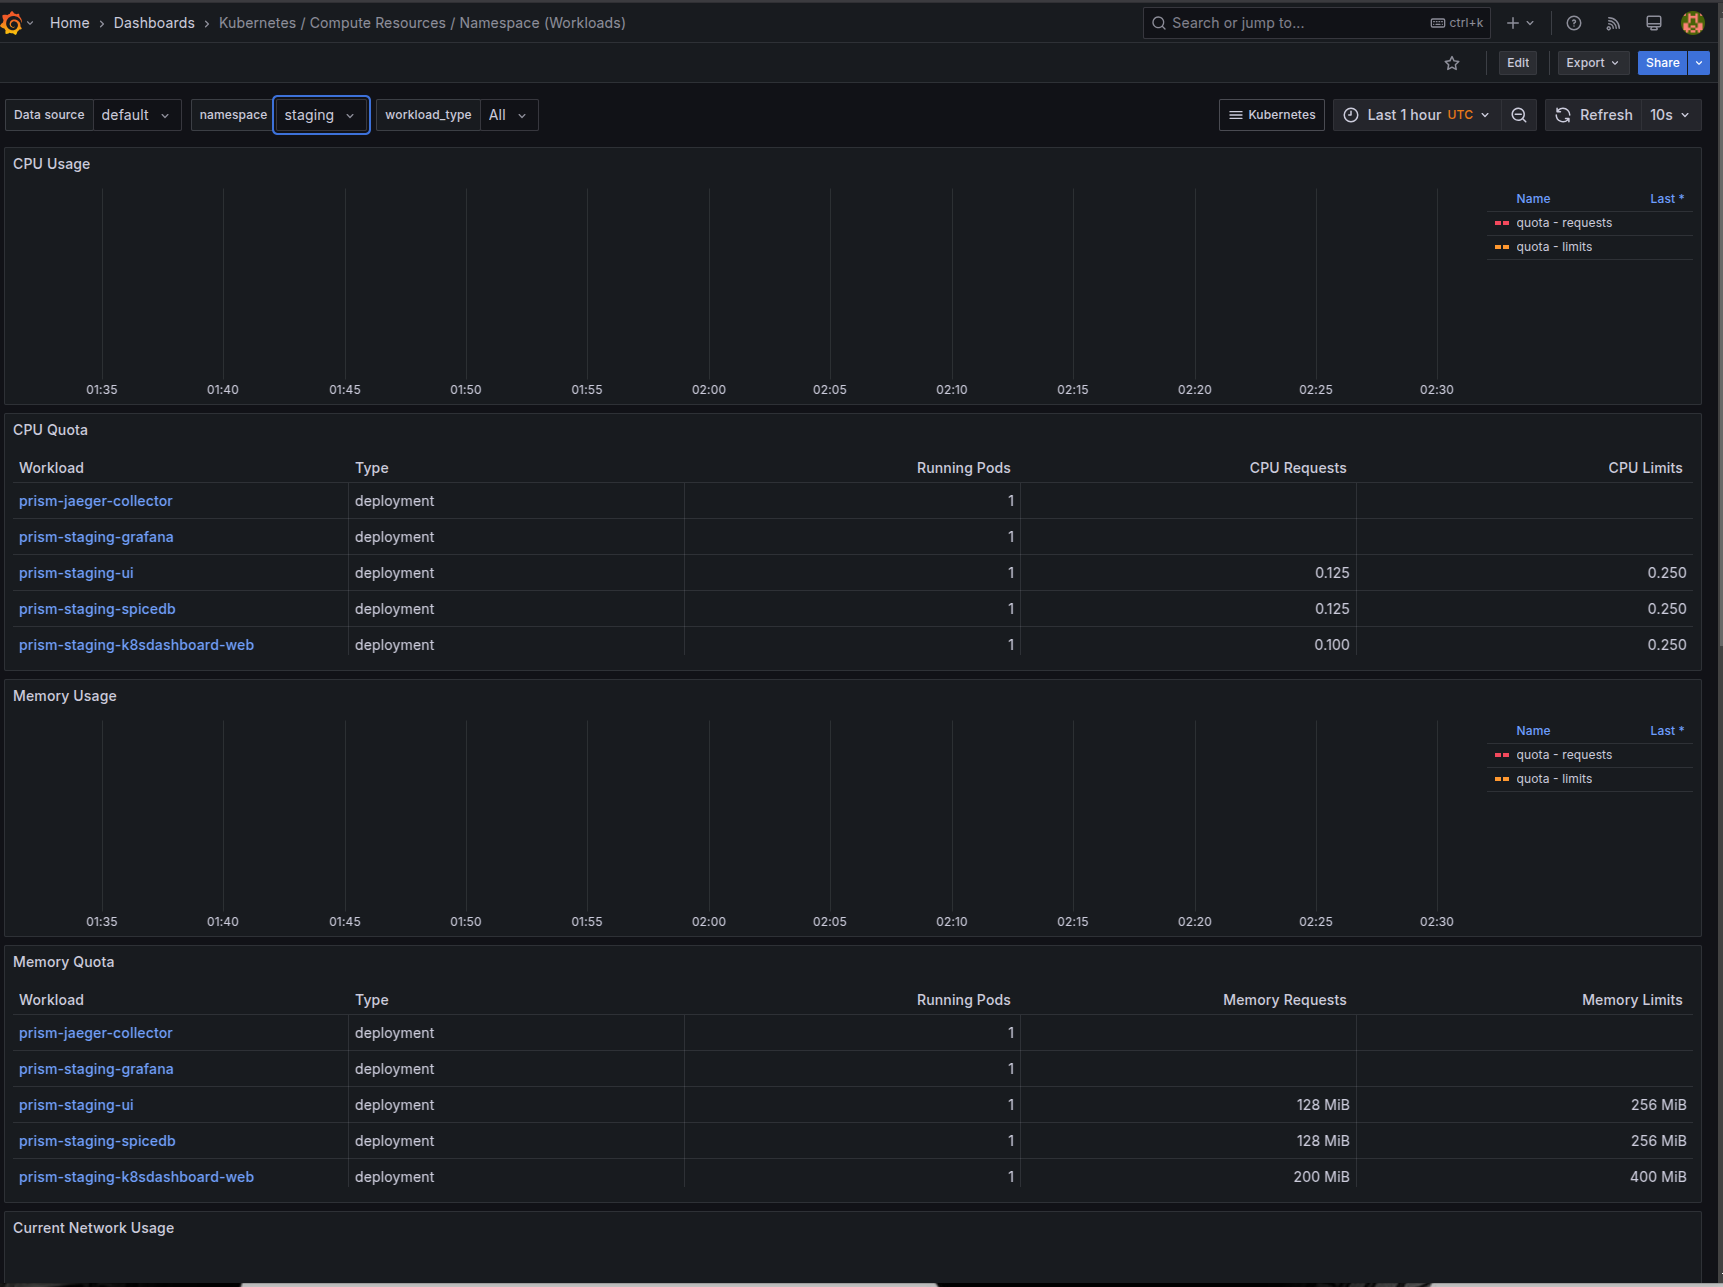 Home › Dashboards › Kubernetes / Compute Resources / Namespace (Workloads)
Search or jump to... ctrl+k
Edit Export Share
Data source default namespace staging workload_type All Kubernetes Last 1 hour UTC Refresh 10s
CPU Usage
Name Last *
quota - requests
quota - limits
01:35 01:40 01:45 01:50 01:55 02:00 02:05 02:10 02:15 02:20 02:25 02:30
CPU Quota
Workload Type Running Pods CPU Requests CPU Limits
prism-jaeger-collector deployment 1
prism-staging-grafana deployment 1
prism-staging-ui deployment 1 0.125 0.250
prism-staging-spicedb deployment 1 0.125 0.250
prism-staging-k8sdashboard-web deployment 1 0.100 0.250
Memory Usage
Name Last *
quota - requests
quota - limits
01:35 01:40 01:45 01:50 01:55 02:00 02:05 02:10 02:15 02:20 02:25 02:30
Memory Quota
Workload Type Running Pods Memory Requests Memory Limits
prism-jaeger-collector deployment 1
prism-staging-grafana deployment 1
prism-staging-ui deployment 1 128 MiB 256 MiB
prism-staging-spicedb deployment 1 128 MiB 256 MiB
prism-staging-k8sdashboard-web deployment 1 200 MiB 400 MiB
Current Network Usage